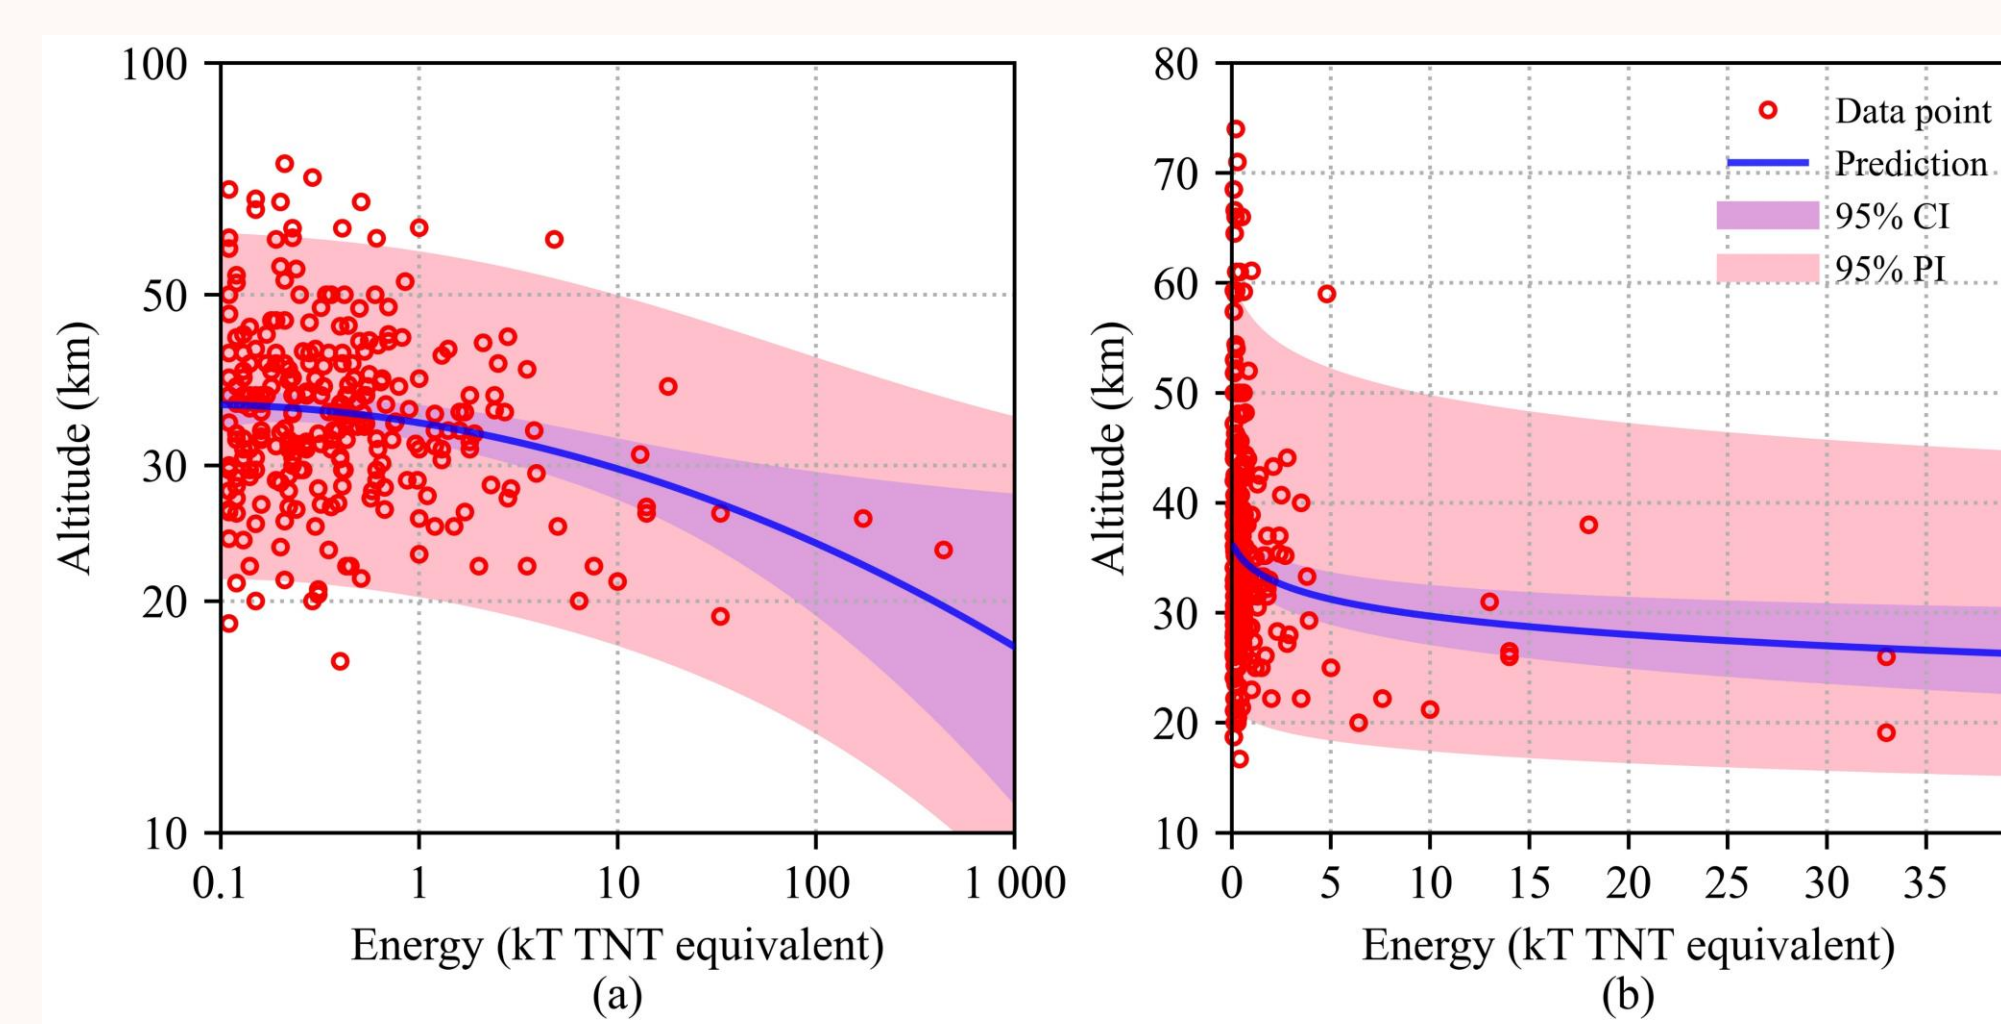 100
50
30
20
10
0.1 1 10 100 1 000
Altitude (km)
Energy (kT TNT equivalent)
(a)
80
70
60
50
40
30
20
10
0 5 10 15 20 25 30 35
Altitude (km)
Energy (kT TNT equivalent)
(b)
Data point
Prediction
95% CI
95% PI